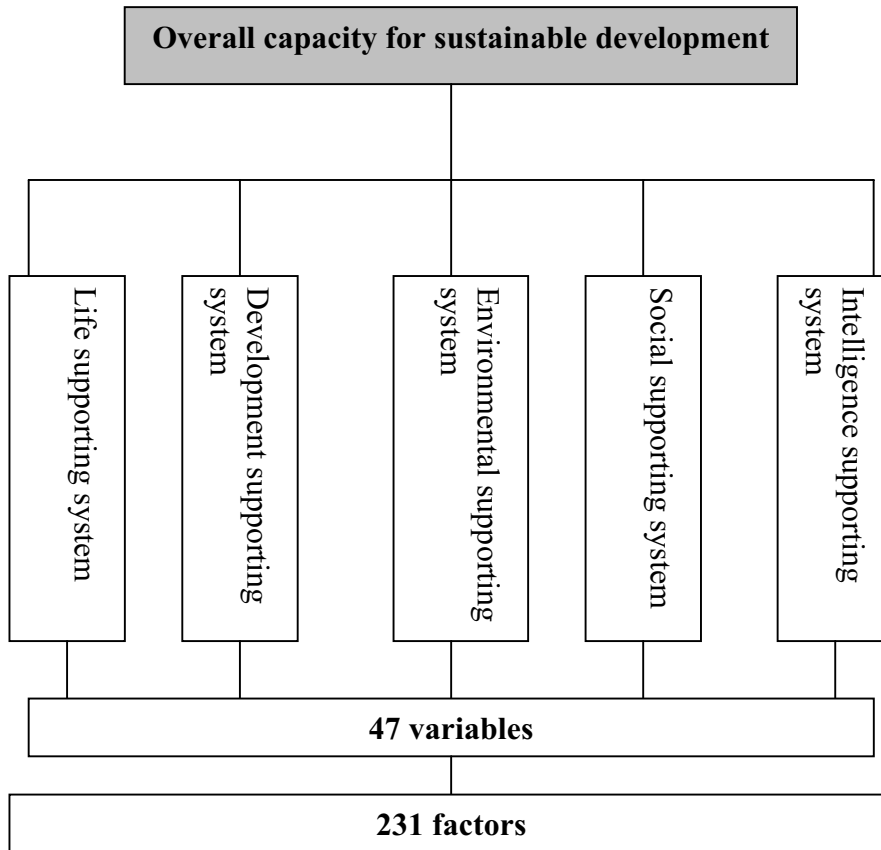 Overall capacity for sustainable development
Life supporting system
Development supporting
system
Environmental supporting
system
Social supporting system
Intelligence supporting
system
47 variables
231 factors